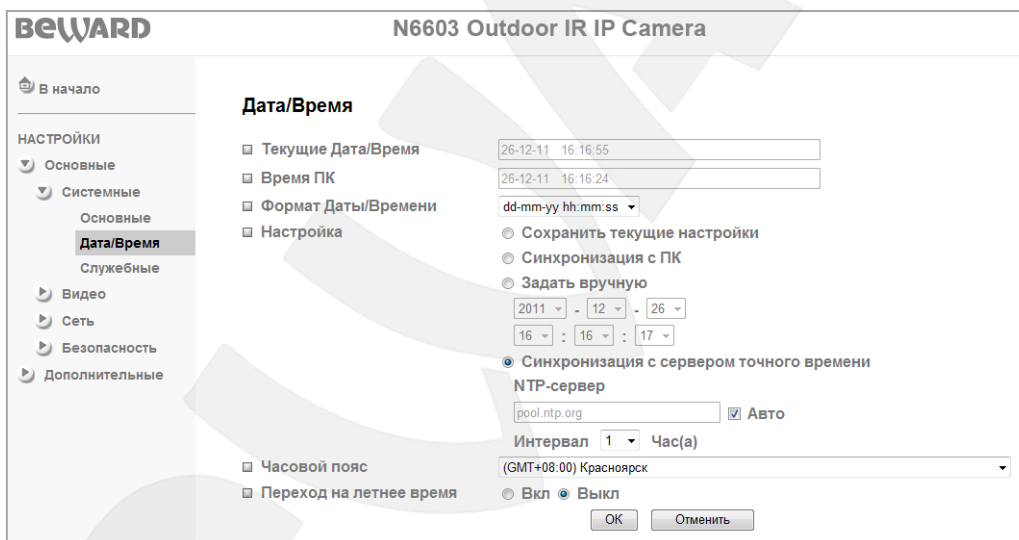 BEWARD
N6603 Outdoor IR IP Camera
В начало
НАСТРОЙКИ
Основные
Системные
Основные
Дата/Время
Служебные
Видео
Сеть
Безопасность
Дополнительные
Дата/Время
Текущие Дата/Время 26-12-11 16:16:55
Время ПК 26-12-11 16:16:24
Формат Даты/Времени dd-mm-yy hh:mm:ss
Настройка Сохранить текущие настройки
Синхронизация с ПК
Задать вручную
2011 - 12 - 26
16 : 16 : 17
Синхронизация с сервером точного времени
NTP-сервер
pool.ntp.org Авто
Интервал 1 Час(а)
Часовой пояс (GMT+08:00) Красноярск
Переход на летнее время Вкл Выкл
OK Отменить